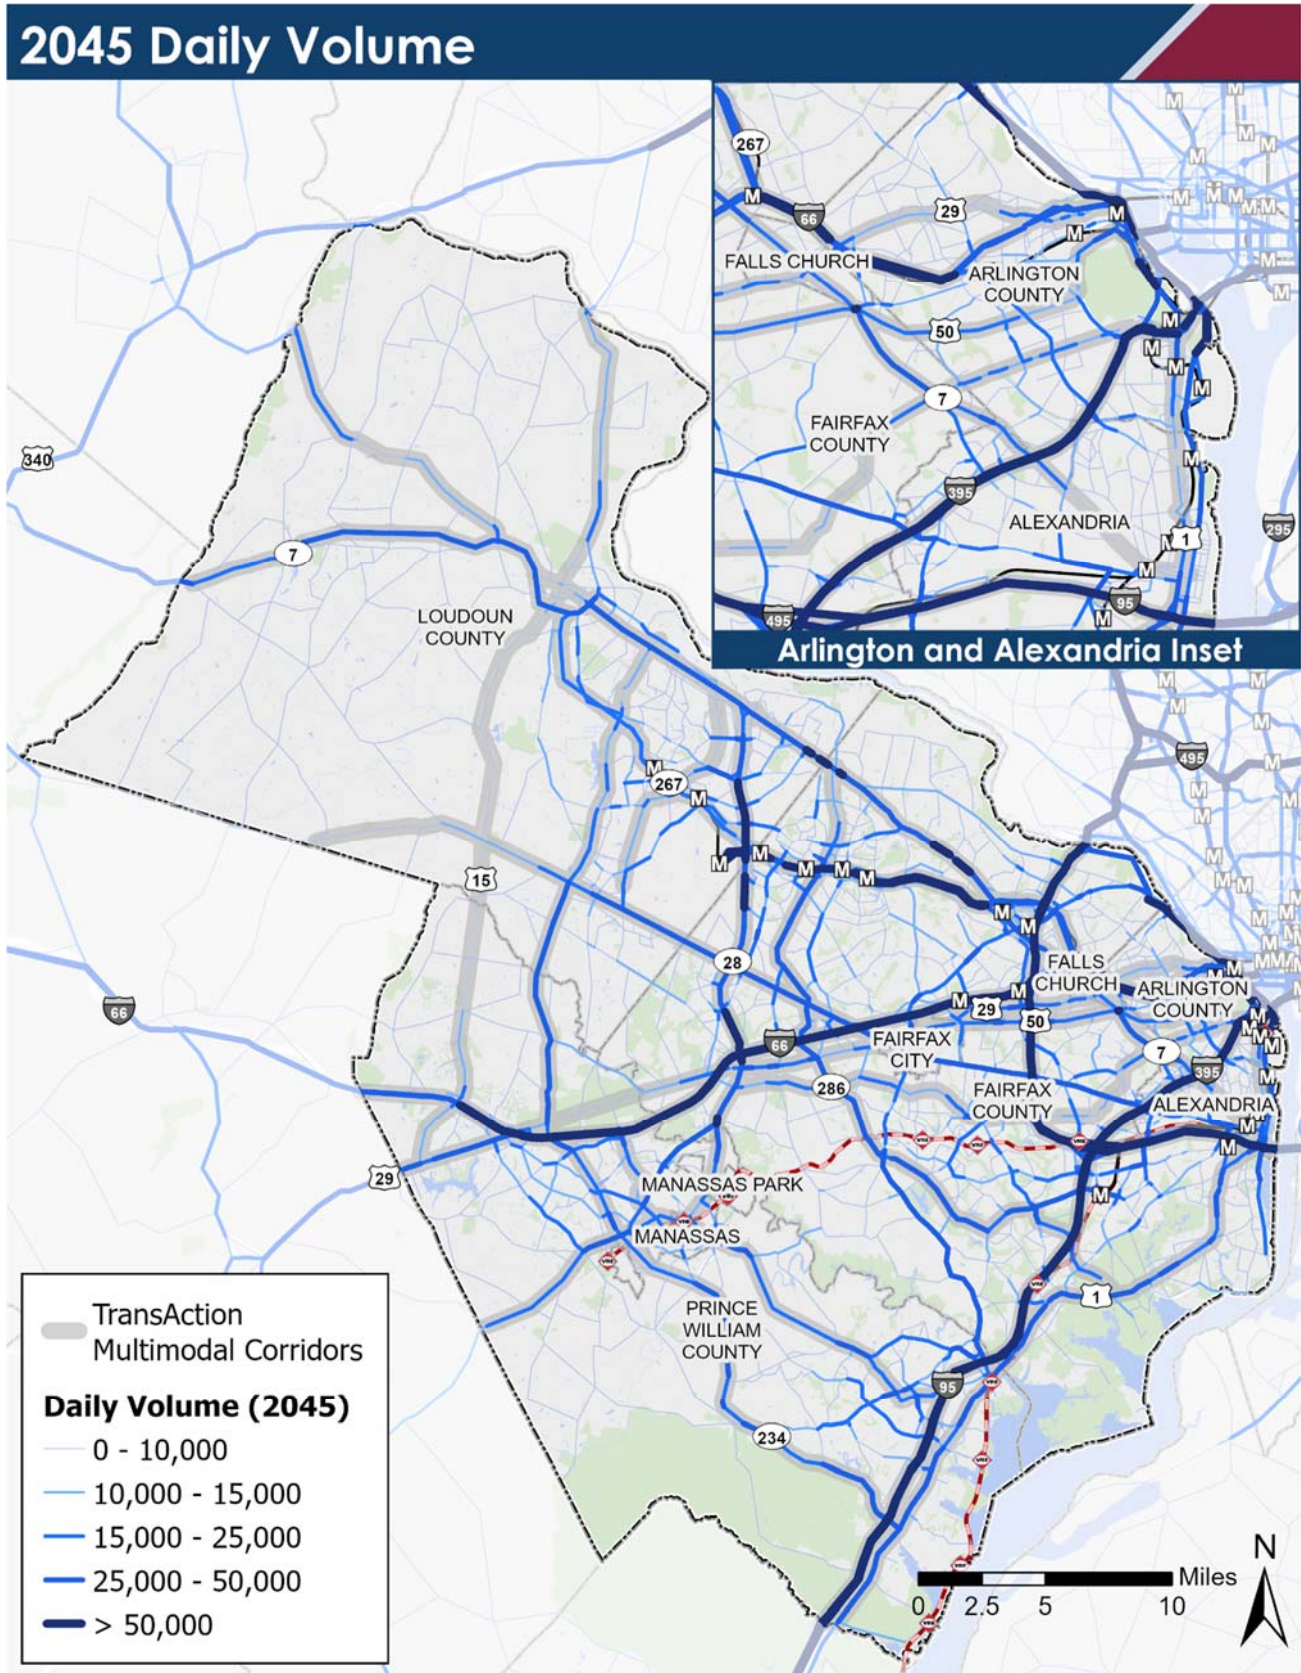 2045 Daily Volume
267
66
29
FALLS CHURCH
ARLINGTON
COUNTY
50
7
FAIRFAX
COUNTY
395
ALEXANDRIA
1
295
495
95
Arlington and Alexandria Inset
340
7
LOUDOUN
COUNTY
495
267
15
28
66
FALLS
CHURCH
ARLINGTON
COUNTY
29
50
66
FAIRFAX
CITY
7
395
286
FAIRFAX
COUNTY
ALEXANDRIA
29
MANASSAS PARK
MANASSAS
1
PRINCE
WILLIAM
COUNTY
95
234
TransAction
Multimodal Corridors
Daily Volume (2045)
0 - 10,000
10,000 - 15,000
15,000 - 25,000
25,000 - 50,000
> 50,000
N
Miles
0 2.5 5 10